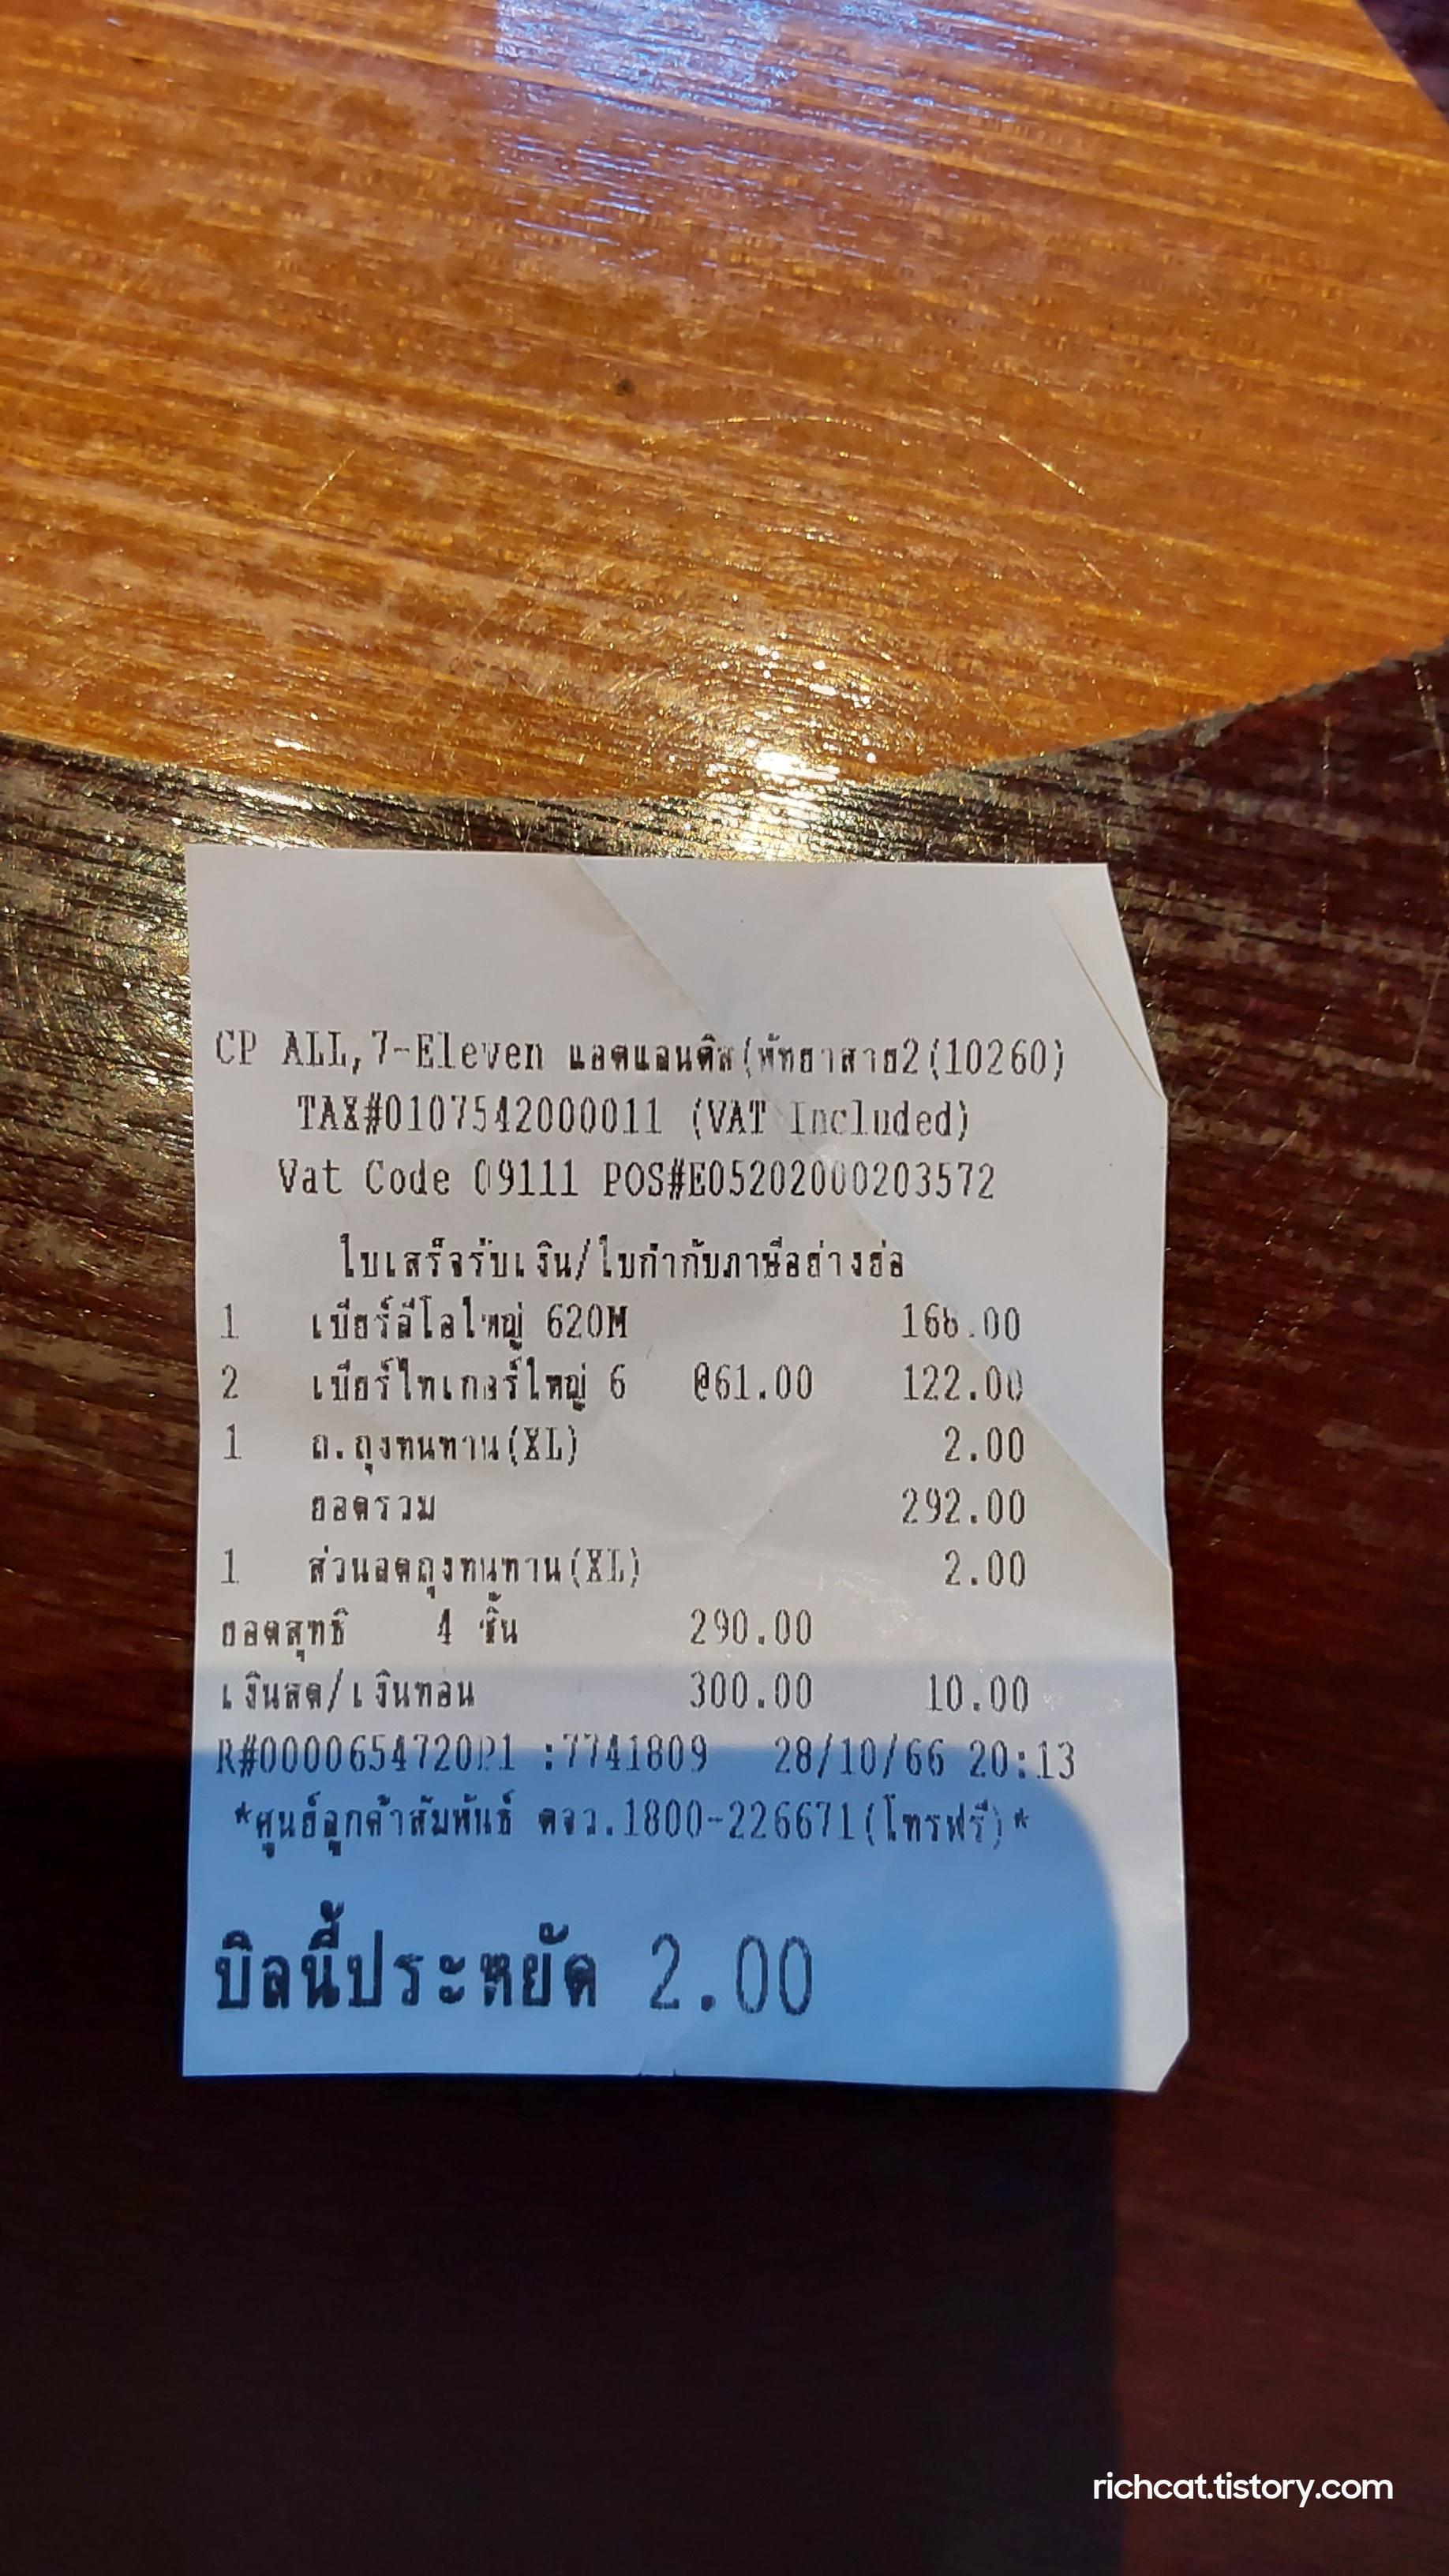 CP ALL,7-Eleven แอดแลนติส(พัทยาสาย2(10260)
TAX#0107542000011 (VAT Included)
Vat Code 09111 POS#E05202000203572
ใบเสร็จรับเงิน/ใบกำกับภาษีอย่างย่อ
1 เบียร์ลีโอใหญ่ 620M 168.00
2 เบียร์ไทเกอร์ใหญ่ 6 @61.00 122.00
1 ถ.ถุงทนทาน(XL) 2.00
ยอดรวม 292.00
1 ส่วนลดถุงทนทาน(XL) 2.00
ยอดสุทธิ 4 ชิ้น 290.00
เงินสด/เงินทอน 300.00 10.00
R#0000654720P1 :7741809 28/10/66 20:13
*ศูนย์ลูกค้าสัมพันธ์ ตจว.1800-226671(โทรฟรี)*
บิลนี้ประหยัด 2.00
richcat.tistory.com